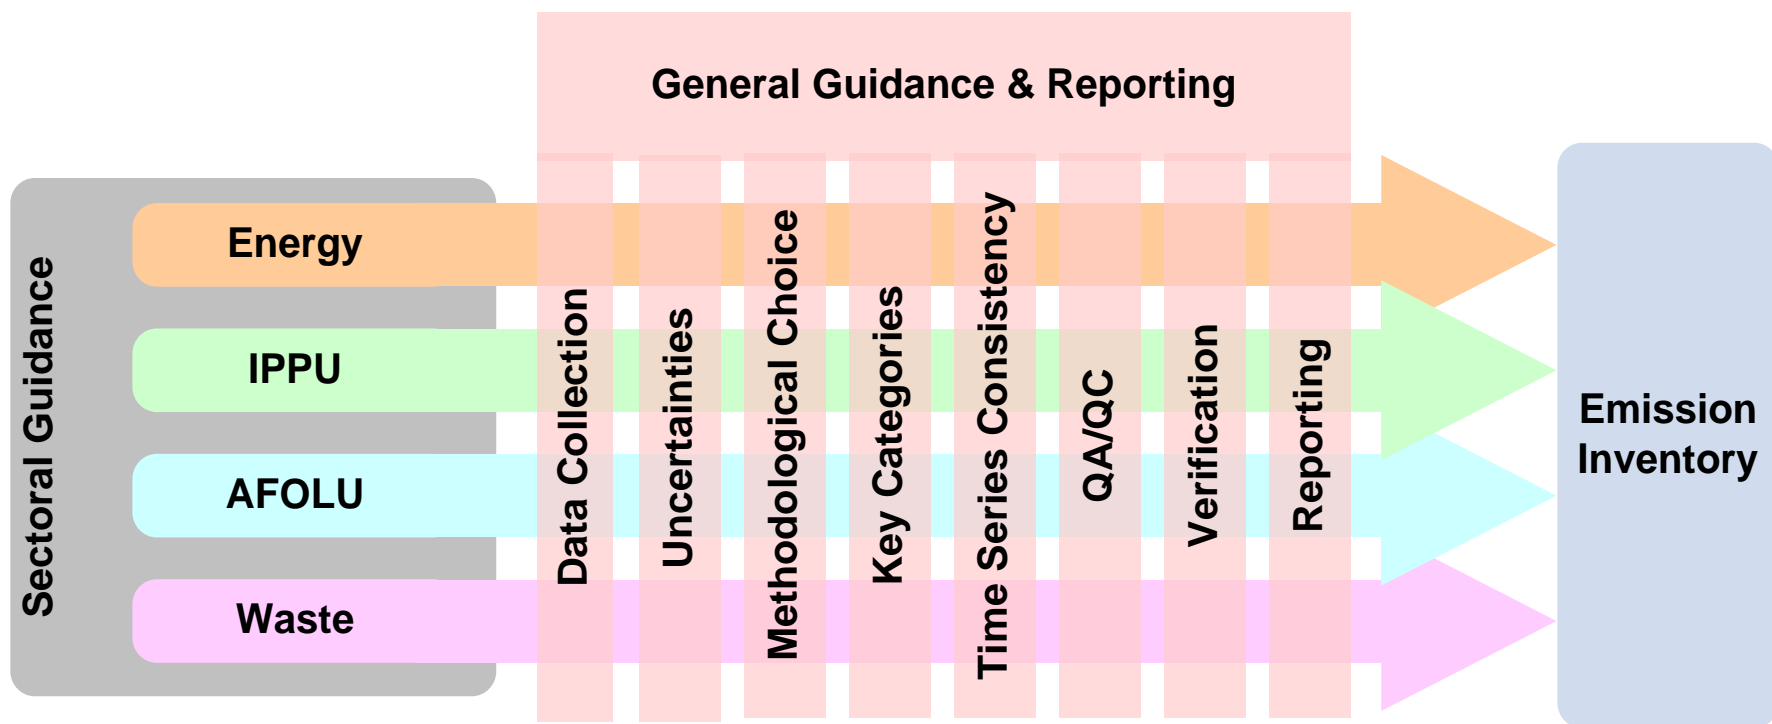 General Guidance & Reporting
Sectoral Guidance
Energy
IPPU
AFOLU
Waste
Data Collection
Uncertainties
Methodological Choice
Key Categories
Time Series Consistency
QA/QC
Verification
Reporting
Emission
Inventory